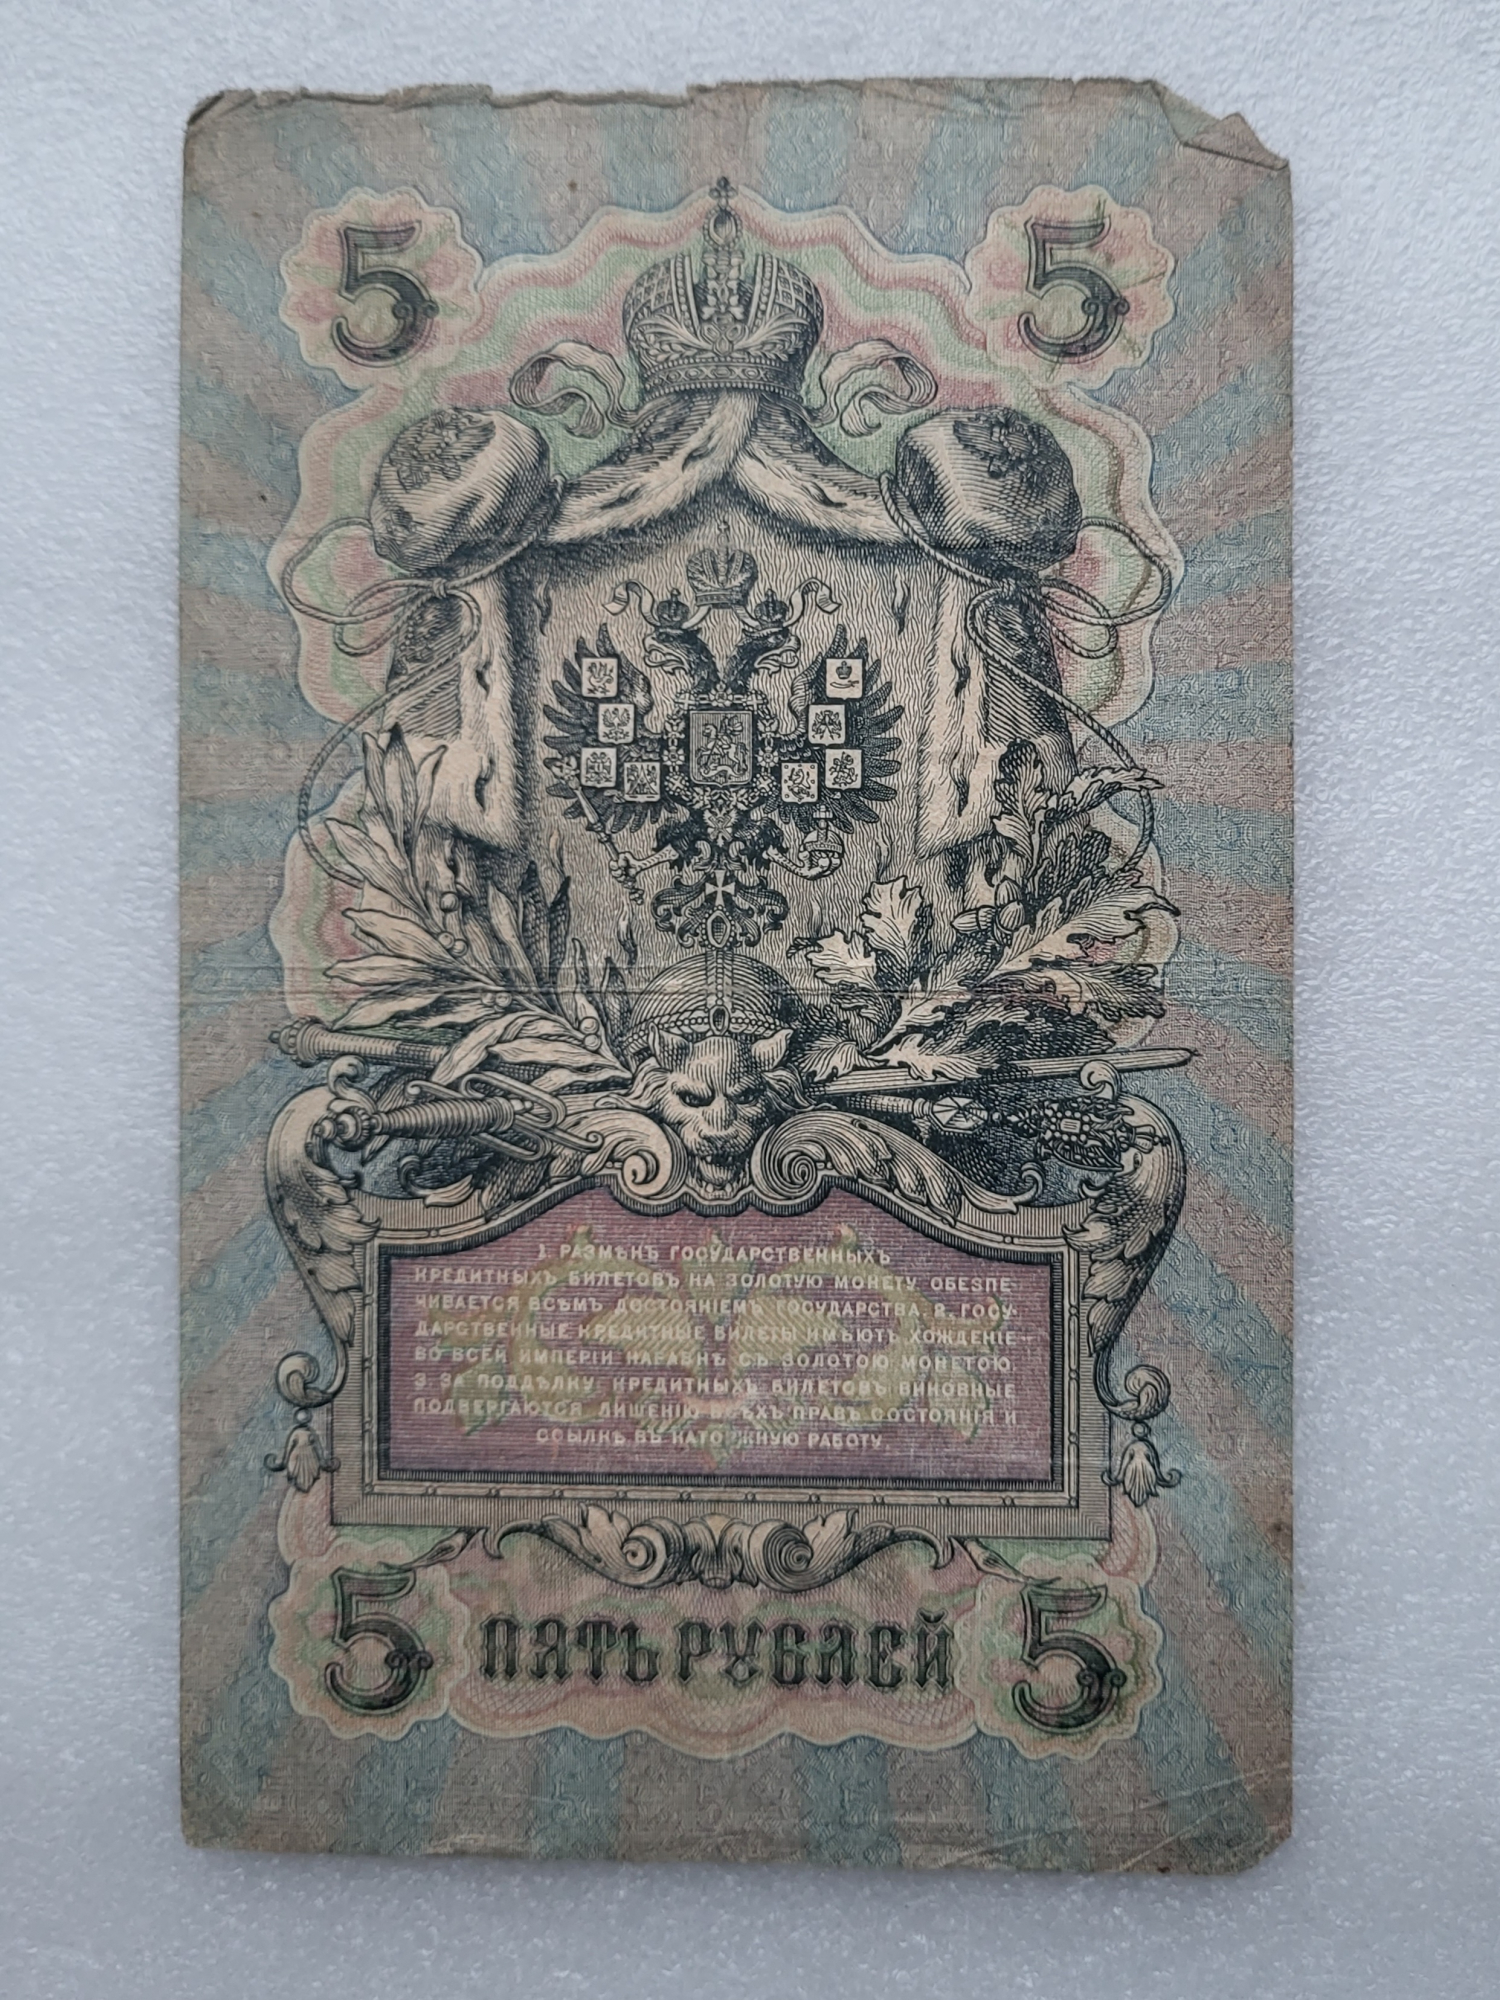 5 5
1. РАЗМѢНЪ ГОСУДАРСТВЕННЫХЪ
КРЕДИТНЫХЪ БИЛЕТОВЪ НА ЗОЛОТУЮ МОНЕТУ ОБЕЗПЕ-
ЧИВАЕТСЯ ВСѢМЪ ДОСТОЯНІЕМЪ ГОСУДАРСТВА. 2. ГОСУ-
ДАРСТВЕННЫЕ КРЕДИТНЫЕ БИЛЕТЫ ИМѢЮТЪ ХОЖДЕНІЕ
ВО ВСЕЙ ИМПЕРІИ НАРАВНѢ СЪ ЗОЛОТОЮ МОНЕТОЮ.
3. ЗА ПОДДѢЛКУ КРЕДИТНЫХЪ БИЛЕТОВЪ ВИНОВНЫЕ
ПОДВЕРГАЮТСЯ ЛИШЕНІЮ ВСѢХЪ ПРАВЪ СОСТОЯНІЯ И
ССЫЛКѢ ВЪ КАТОРЖНУЮ РАБОТУ.
5 ПЯТЬ РУБЛЕЙ 5